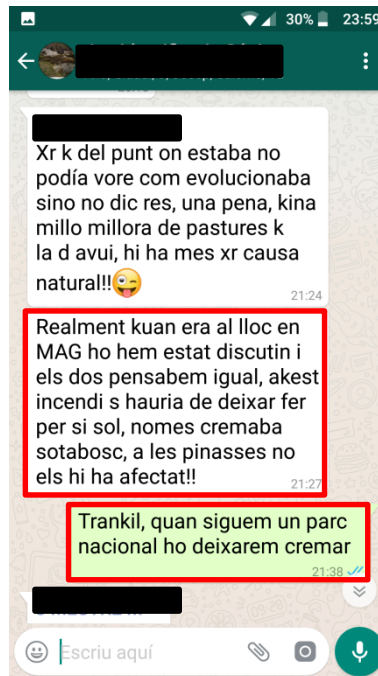 30% 23:59
Xr k del punt on estaba no
podía vore com evolucionaba
sino no dic res, una pena, kina
millo millora de pastures k
la d avui, hi ha mes xr causa
natural!!😜
21:24
Realment kuan era al lloc en
MAG ho hem estat discutin i
els dos pensabem igual, akest
incendi s hauria de deixar fer
per si sol, nomes cremaba
sotabosc, a les pinasses no
els hi ha afectat!!
21:27
Trankil, quan siguem un parc
nacional ho deixarem cremar
21:38
Escriu aquí